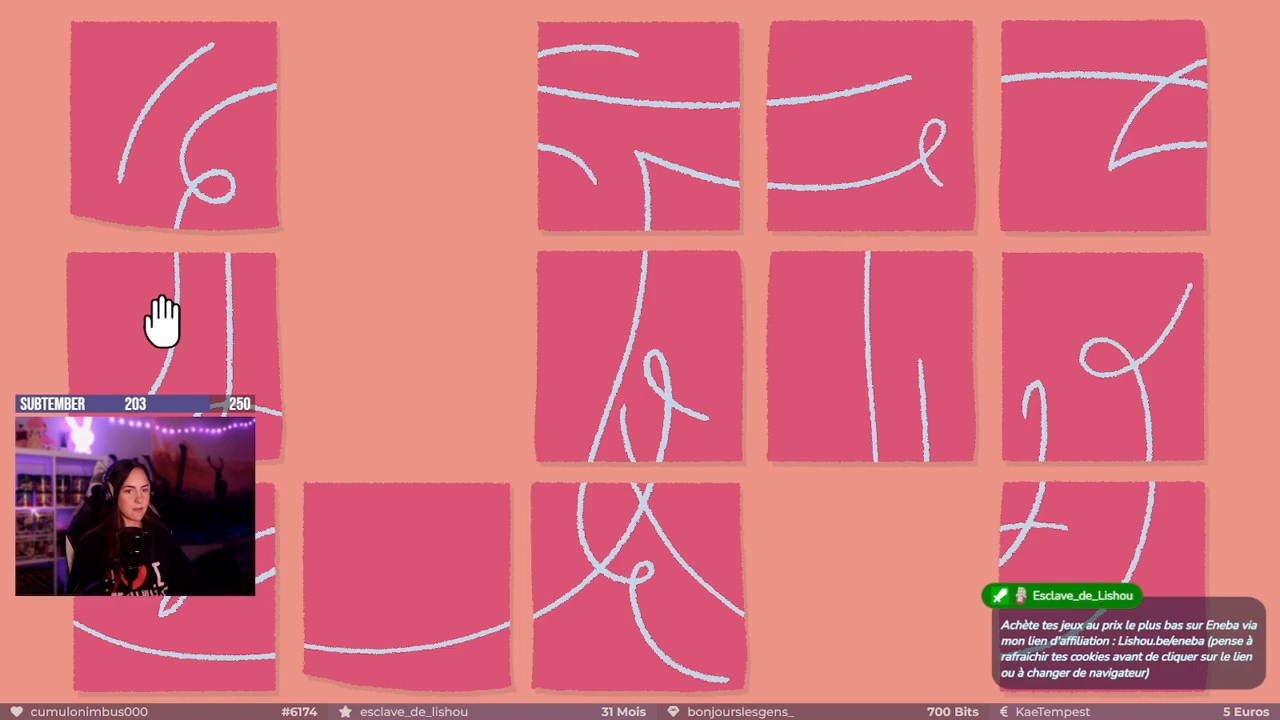 SUBTEMBER 203 250
Esclave_de_Lishou
Achète tes jeux au prix le plus bas sur Eneba via
mon lien d'affiliation : Lishou.be/eneba (pense à
rafraichir tes cookies avant de cliquer sur le lien
ou à changer de navigateur)
cumulonimbus000 #6174 esclave_de_lishou 31 Mois bonjourslesgens_ 700 Bits KaeTempest 5 Euros